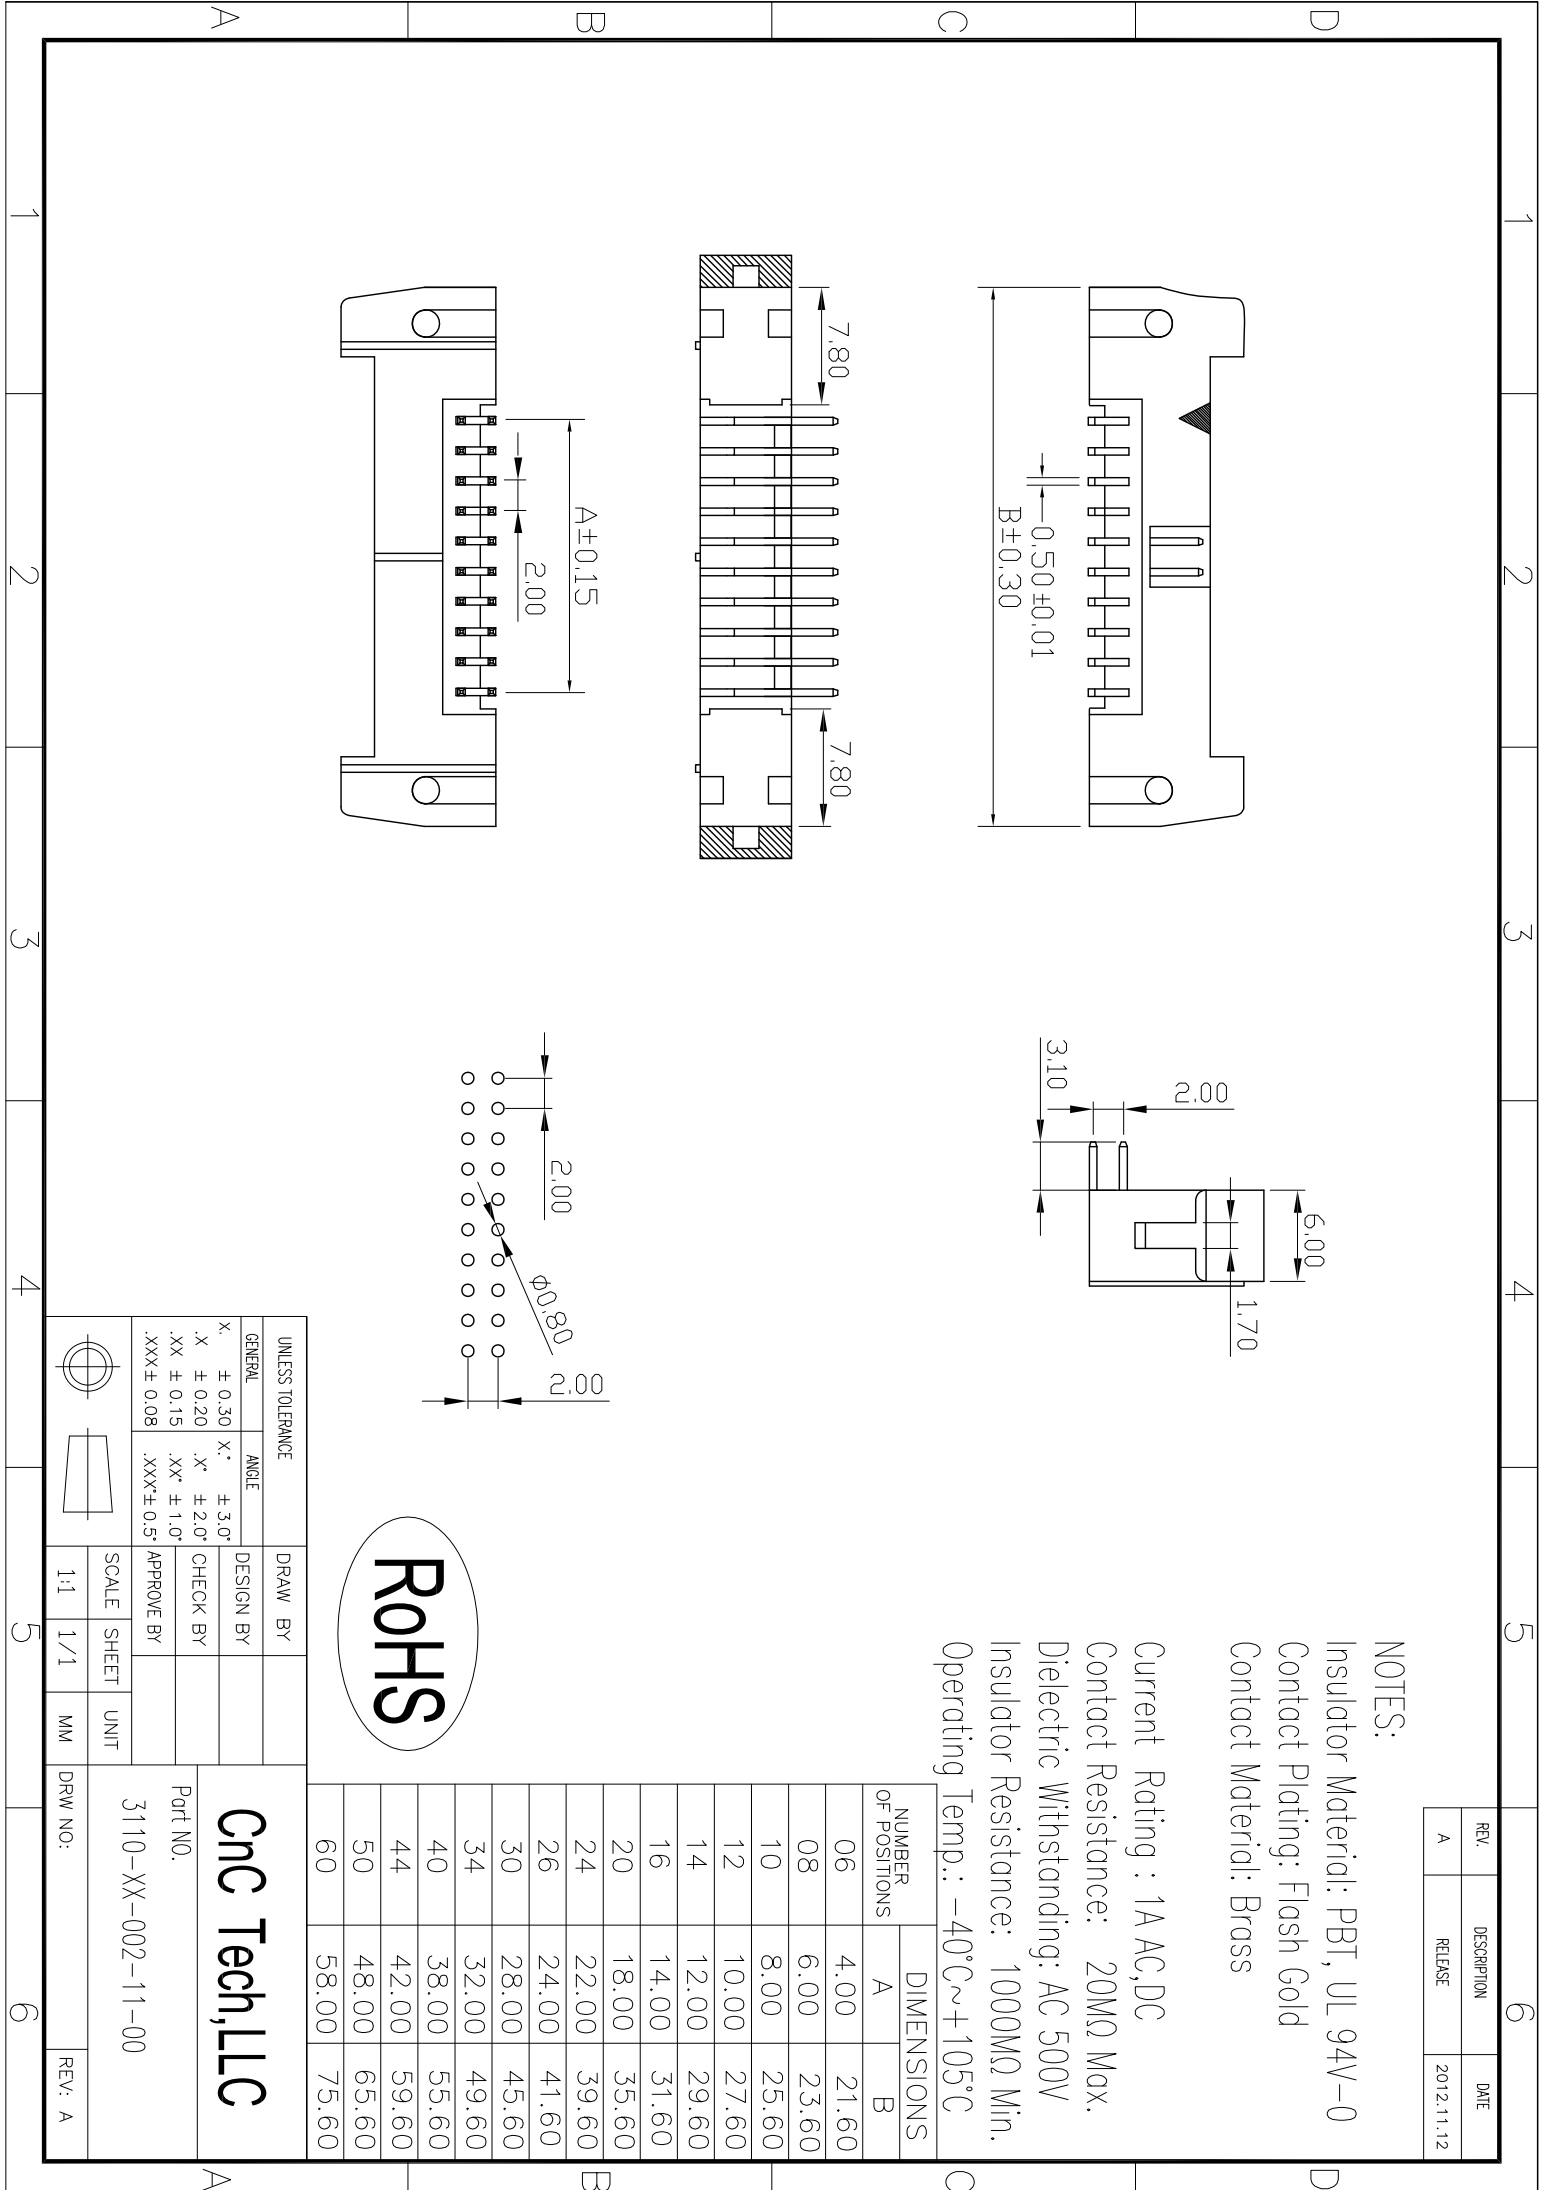 1
2
3
4
5
6
D
C
B
A
REV.
DESCRIPTION
DATE
A
RELEASE
2012.11.12
NOTES:
Insulator Material: PBT, UL 94V-0
Contact Plating: Flash Gold
Contact Material: Brass
Current Rating : 1A AC,DC
Contact Resistance: 20MΩ Max.
Dielectric Withstanding: AC 500V
Insulator Resistance: 1000MΩ Min.
Operating Temp.: -40°C~+105°C
0.50±0.01
B±0.30
7.80
7.80
A±0.15
2.00
6.00
1.70
2.00
3.10
2.00
Ø0.80
2.00
RoHS
NUMBER OF POSITIONS
DIMENSIONS
A B
06 4.00 21.60
08 6.00 23.60
10 8.00 25.60
12 10.00 27.60
14 12.00 29.60
16 14.00 31.60
20 18.00 35.60
24 22.00 39.60
26 24.00 41.60
30 28.00 45.60
34 32.00 49.60
40 38.00 55.60
44 42.00 59.60
50 48.00 65.60
60 58.00 75.60
UNLESS TOLERANCE
GENERAL ANGLE
X. ± 0.30 X.° ± 3.0°
.X ± 0.20 .X° ± 2.0°
.XX ± 0.15 .XX° ± 1.0°
.XXX± 0.08 .XXX°± 0.5°
DRAW BY
DESIGN BY
CHECK BY
APPROVE BY
SCALE SHEET UNIT
1:1 1/1 MM
CnC Tech,LLC
Part NO.
3110-XX-002-11-00
DRW NO.:
REV: A
1
2
3
4
5
6
D
C
B
A